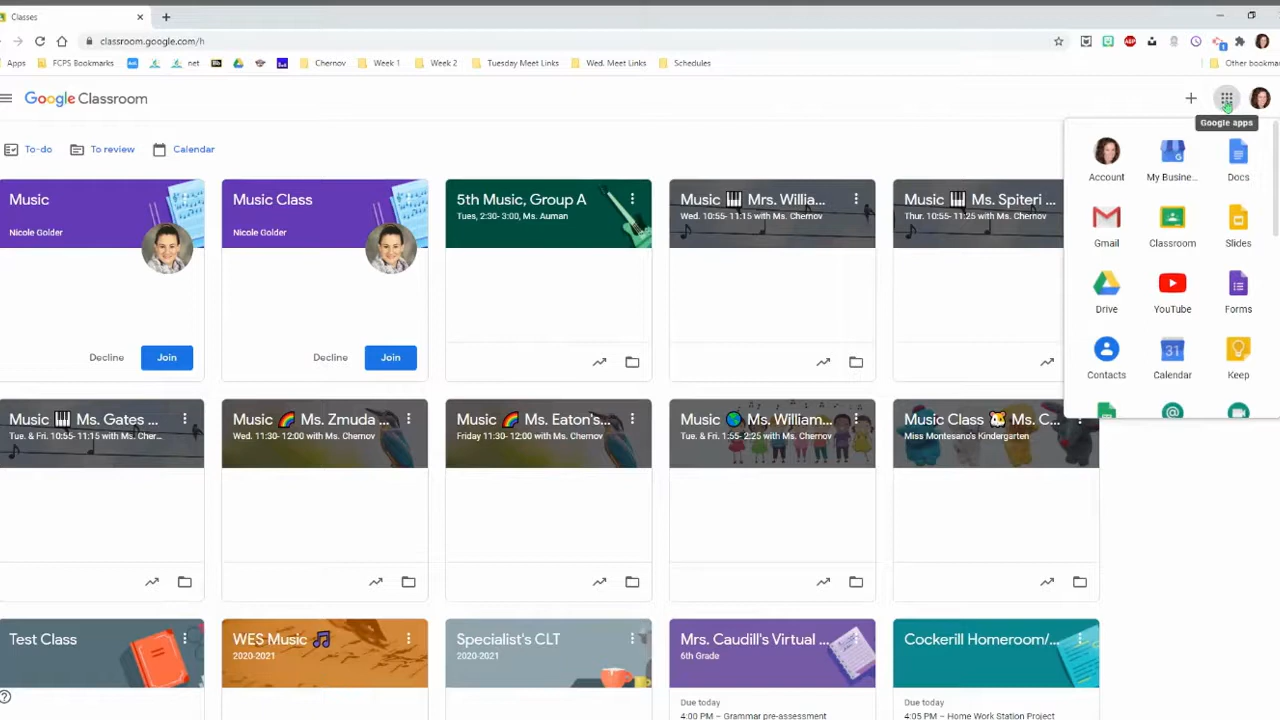 Classes
classroom.google.com/h
ABP
1
Apps
FCPS Bookmarks
net
Chernov
Week 1
Week 2
Tuesday Meet Links
Wed. Meet Links
Schedules
Other bookma
Google Classroom
Google apps
To-do
To review
Calendar
Account
My Busine...
Docs
Gmail
Classroom
Slides
Drive
YouTube
Forms
31
Contacts
Calendar
Keep
Music
Nicole Golder
Decline
Join
Music Class
Nicole Golder
Decline
Join
5th Music, Group A
Tues, 2:30- 3:00, Ms. Auman
Music 🎹 Mrs. Willia...
Wed. 10:55- 11:15 with Ms. Chernov
Music 🎹 Ms. Spiteri ...
Thur. 10:55- 11:25 with Ms. Chernov
Music 🎹 Ms. Gates ...
Tue. & Fri. 10:55- 11:15 with Ms. Cher...
Music 🌈 Ms. Zmuda ...
Wed. 11:30- 12:00 with Ms. Chernov
Music 🌈 Ms. Eaton's...
Friday 11:30- 12:00 with Ms. Chernov
Music 🌎 Ms. William...
Tue. & Fri. 1:55- 2:25 with Ms. Chernov
Music Class 🐹 Ms. C...
Miss Montesano's Kindergarten
Test Class
WES Music 🎵
2020-2021
Specialist's CLT
2020-2021
Mrs. Caudill's Virtual ...
6th Grade
Due today
4:00 PM – Grammar pre-assessment
Cockerill Homeroom/...
Due today
4:05 PM – Home Work Station Project